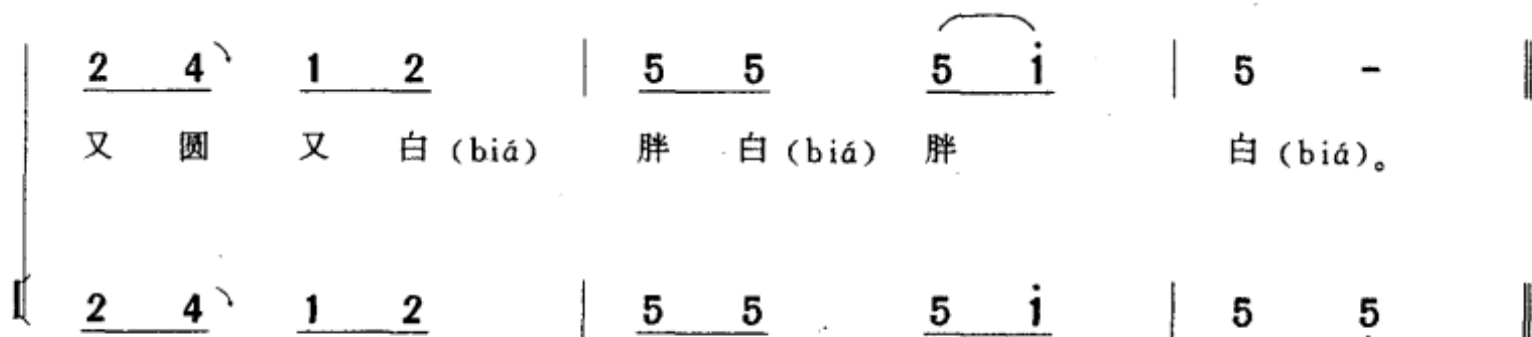 2 4 1 2 | 5 5 5 i̇ | 5 - ‖
又 圆 又 白 (biá) 胖 白 (biá) 胖 白 (biá)。
2 4 1 2 | 5 5 5 i̇ | 5 5 ‖